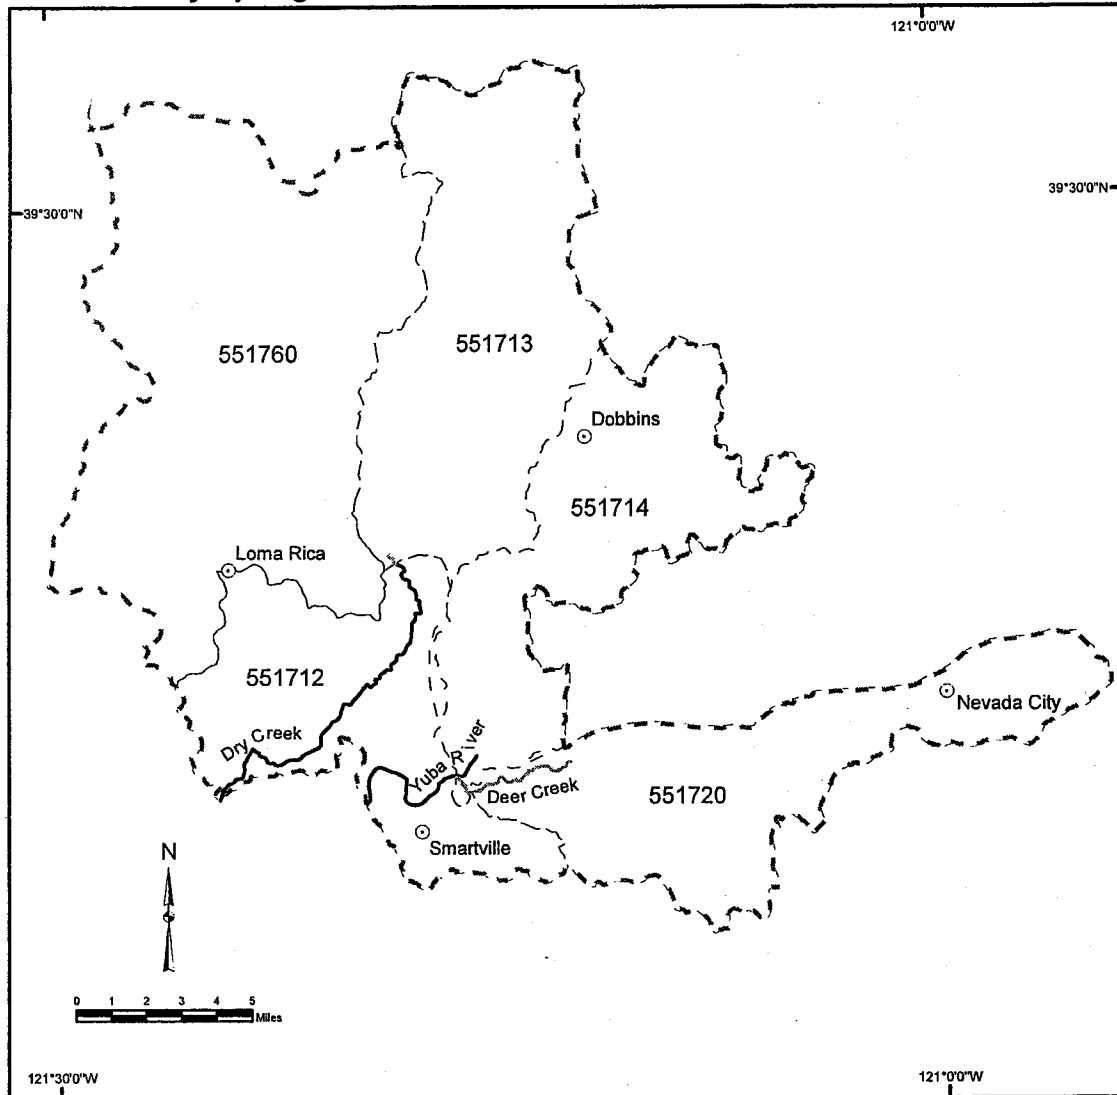 121°0'0"W
39°30'0"N
39°30'0"N
551760
551713
Dobbins
551714
Loma Rica
551712
Nevada City
Dry Creek
Yuba River
Deer Creek
551720
Smartville
N
0 1 2 3 4 5
Miles
121°30'0"W
121°0'0"W